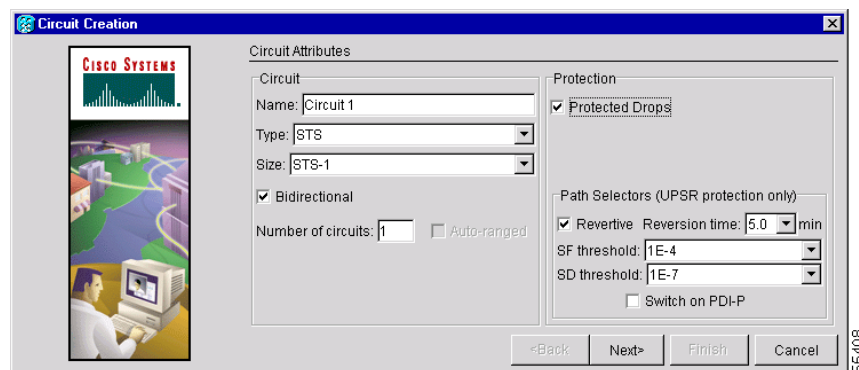 Circuit Creation
CISCO SYSTEMS
Circuit Attributes
Circuit
Name: Circuit 1
Type: STS
Size: STS-1
Bidirectional
Number of circuits: 1 Auto-ranged
Protection
Protected Drops
Path Selectors (UPSR protection only)
Revertive Reversion time: 5.0 min
SF threshold: 1E-4
SD threshold: 1E-7
Switch on PDI-P
<Back Next> Finish Cancel
55408